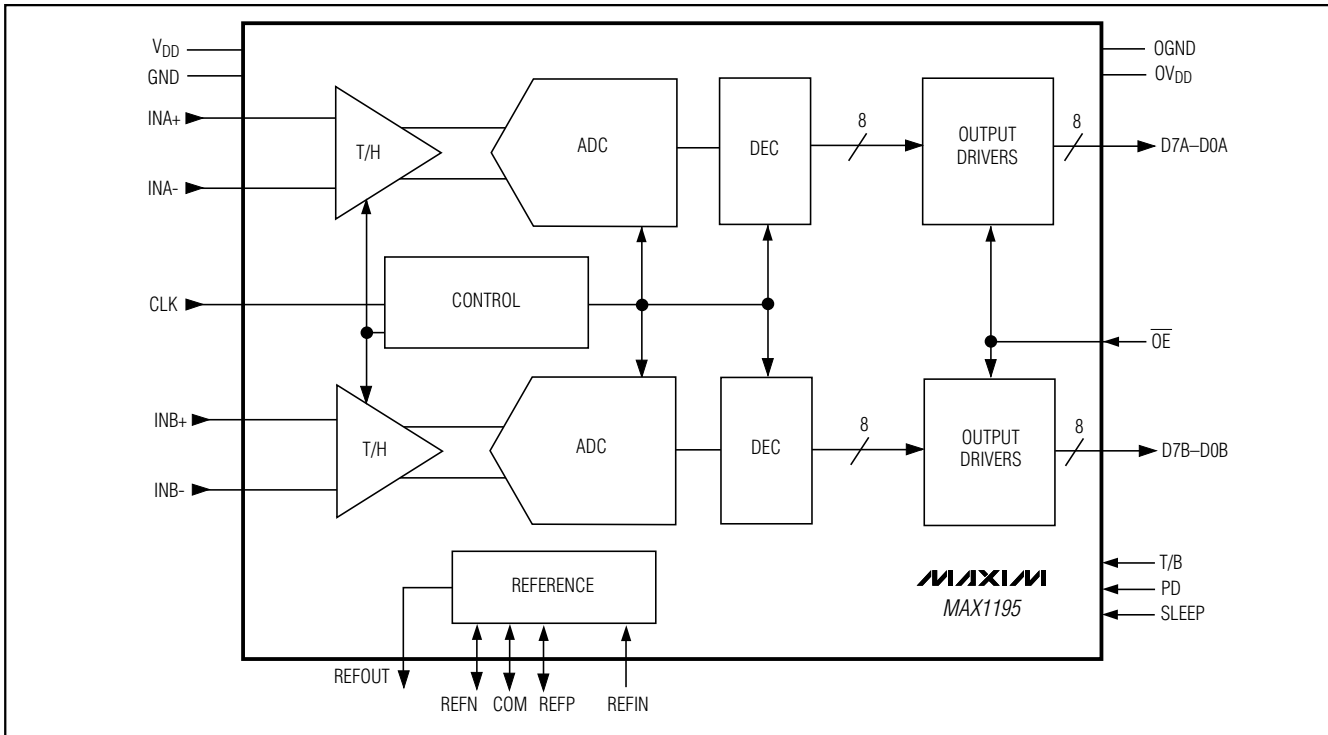 VDD
GND
INA+
INA-
CLK
INB+
INB-
T/H
ADC
DEC
8
OUTPUT
DRIVERS
8
D7A–D0A
OGND
OVDD
CONTROL
OE
T/H
ADC
DEC
8
OUTPUT
DRIVERS
8
D7B–D0B
REFERENCE
MAXIM
MAX1195
T/B
PD
SLEEP
REFOUT
REFN COM REFP REFIN